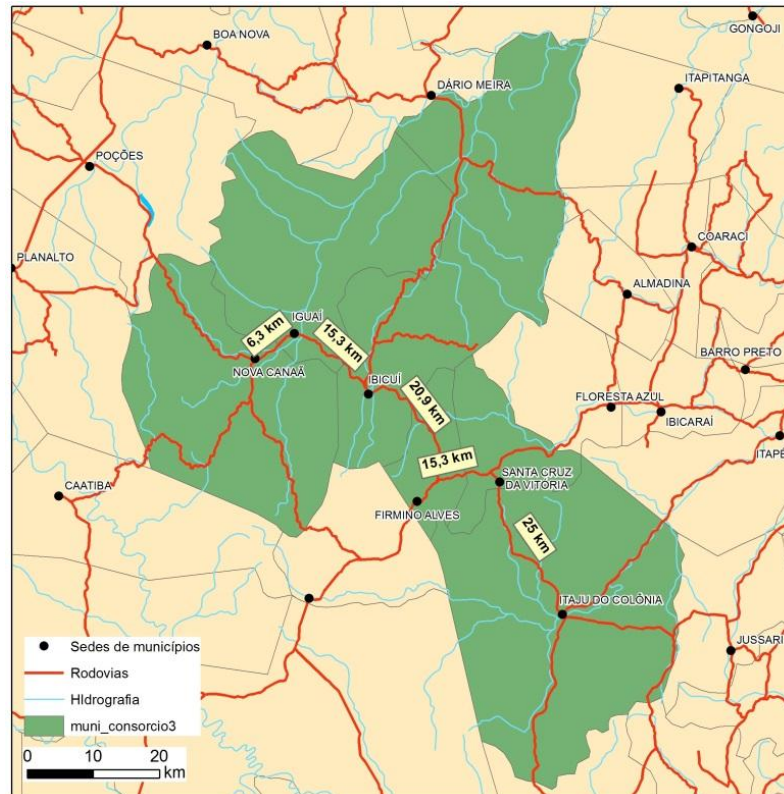 GONGOJI
BOA NOVA
ITAPITANGA
DÁRIO MEIRA
POÇÕES
COARACI
PLANALTO
ALMADINA
IGUAÍ
6,3 km
15,3 km
BARRO PRETO
NOVA CANAÃ
IBICUÍ
20,9 km
FLORESTA AZUL
IBICARAÍ
ITAPÉ
15,3 km
SANTA CRUZ
DA VITÓRIA
CAATIBA
FIRMINO ALVES
25 km
ITAJU DO COLÔNIA
JUSSARI
Sedes de municípios
Rodovias
HIdrografia
muni_consorcio3
0 10 20
km